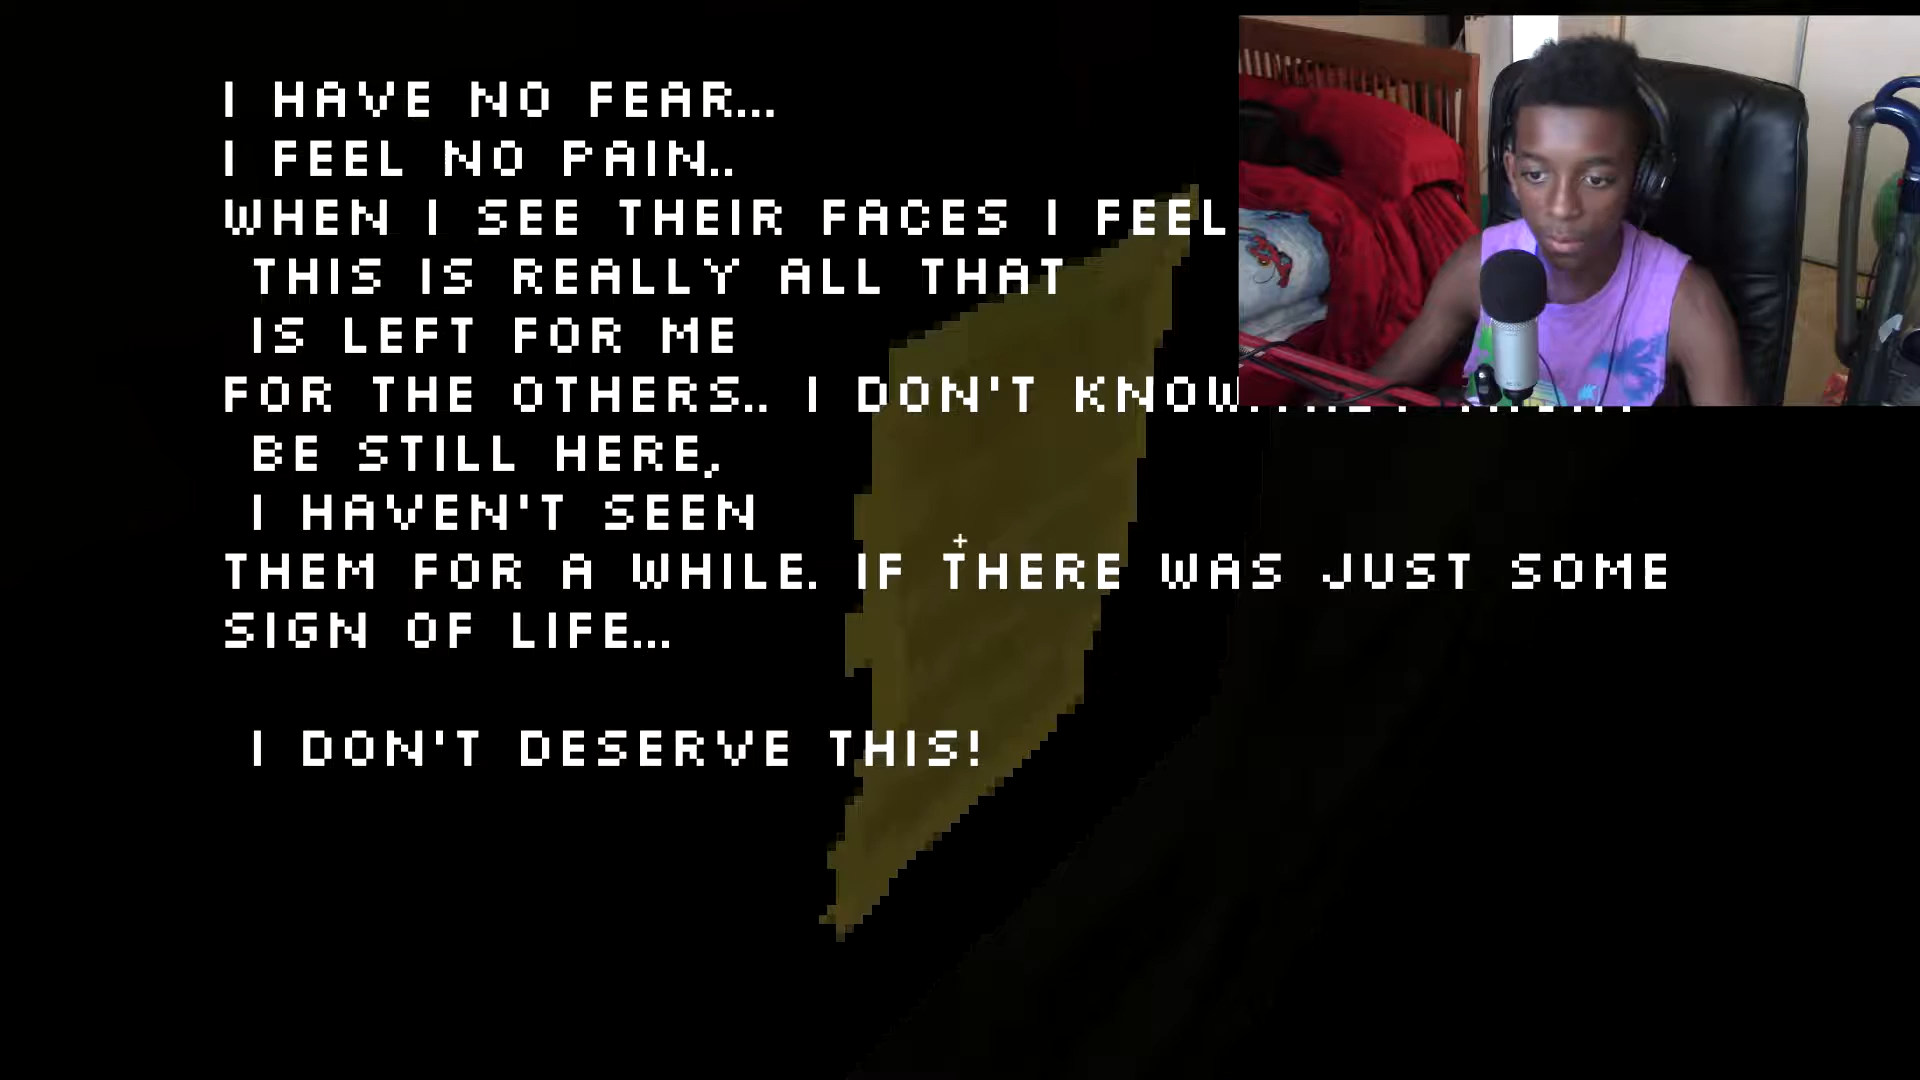 I HAVE NO FEAR...
I FEEL NO PAIN..
WHEN I SEE THEIR FACES I FEEL
THIS IS REALLY ALL THAT
IS LEFT FOR ME
FOR THE OTHERS.. I DON'T KNOW
BE STILL HERE,
I HAVEN'T SEEN
THEM FOR A WHILE. IF THERE WAS JUST SOME
SIGN OF LIFE...
I DON'T DESERVE THIS!